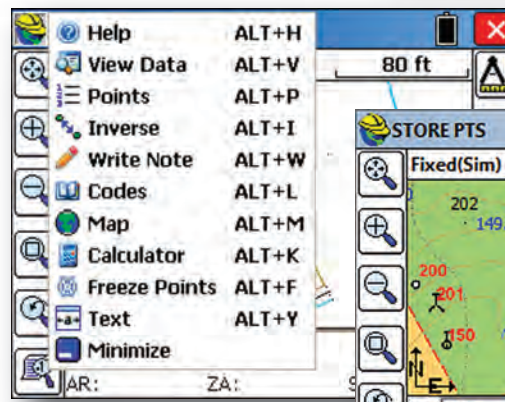 Help ALT+H
View Data ALT+V
Points ALT+P
Inverse ALT+I
Write Note ALT+W
Codes ALT+L
Map ALT+M
Calculator ALT+K
Freeze Points ALT+F
Text ALT+Y
Minimize
80 ft
AR: ZA:
STORE PTS
Fixed(Sim)
202
149.
200
201
150
N
E